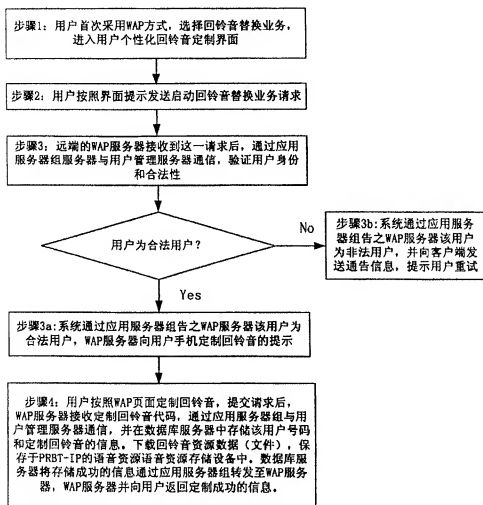 步骤1：用户首次采用WAP方式，选择回铃音替换业务，
进入用户个性化回铃音定制界面
步骤2：用户按照界面提示发送启动回铃音替换业务请求
步骤3：远端的WAP服务器接收到这一请求后，通过应用
服务器组服务器与用户管理服务器通信，验证用户身份
和合法性
用户为合法用户？
No
步骤3b：系统通过应用服务
器组告之WAP服务器该用户
为非法用户，并向客户端发
送通告信息，提示用户重试
Yes
步骤3a：系统通过应用服务器组告之WAP服务器该用户为
合法用户，WAP服务器向用户手机定制回铃音的提示
步骤4：用户按照WAP页面定制回铃音，提交请求后，
WAP服务器接收定制回铃音代码，通过应用服务器组与用
户管理服务器通信，并在数据库服务器中存储该用户号码
和定制回铃音的信息。下载回铃音资源数据（文件），保
存于PRBT-IP的语音资源语音资源存储设备中。数据库服
务器将存储成功的信息通过应用服务器组转发至WAP服务
器，WAP服务器并向用户返回定制成功的信息。